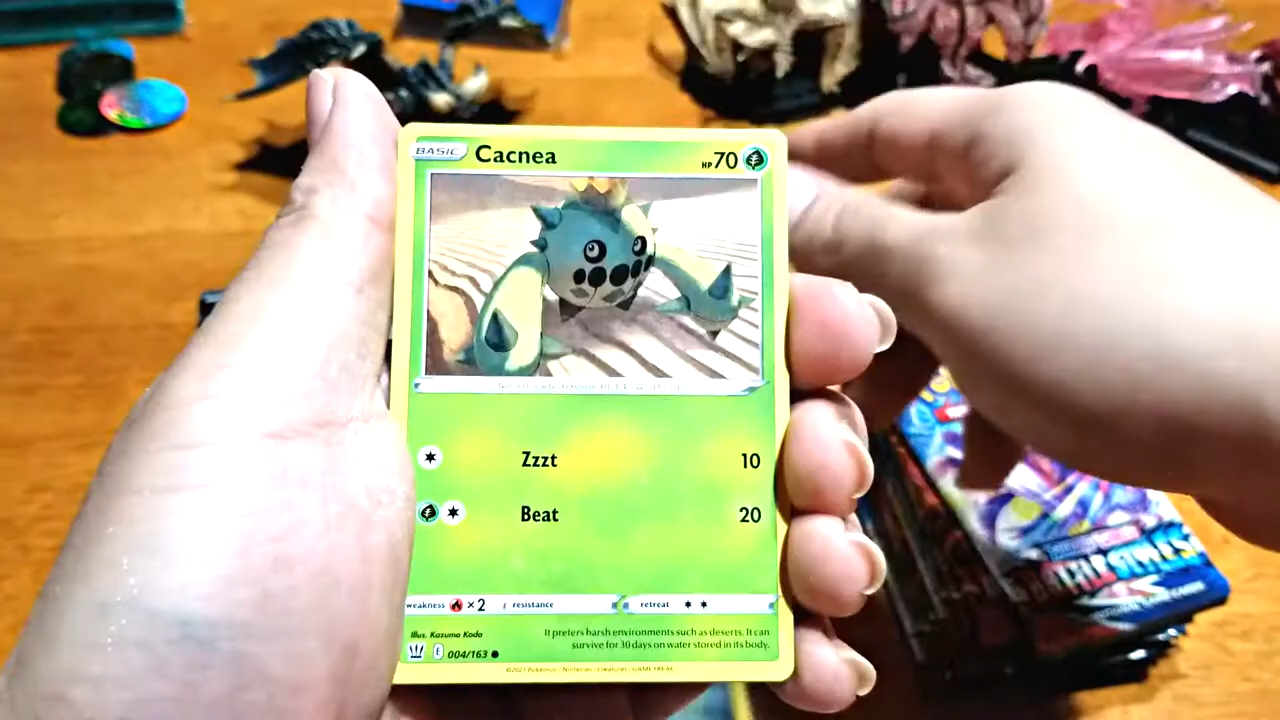 BASIC Cacnea HP 70
Zzzt 10
Beat 20
weakness ×2 resistance retreat
Illus. Kazuma Koda
It prefers harsh environments such as deserts. It can
survive for 30 days on water stored in its body.
E 004/163
©2021 Pokémon / Nintendo / Creatures / GAME FREAK